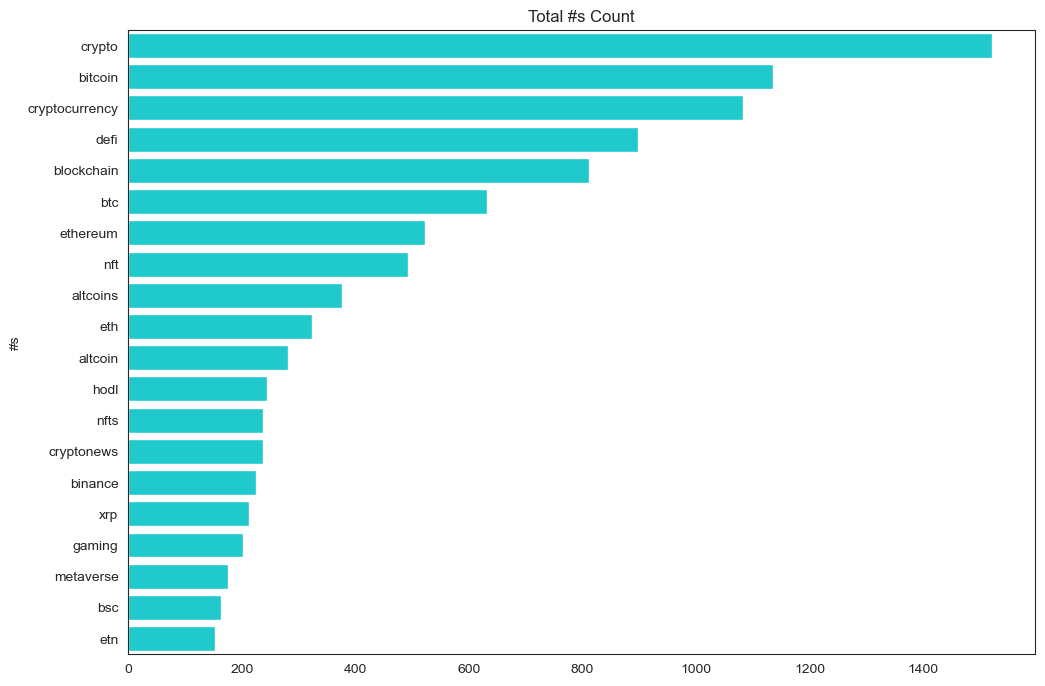 Total #s Count
crypto
bitcoin
cryptocurrency
defi
blockchain
btc
ethereum
nft
altcoins
eth
altcoin
hodl
nfts
cryptonews
binance
xrp
gaming
metaverse
bsc
etn
#s
0 200 400 600 800 1000 1200 1400